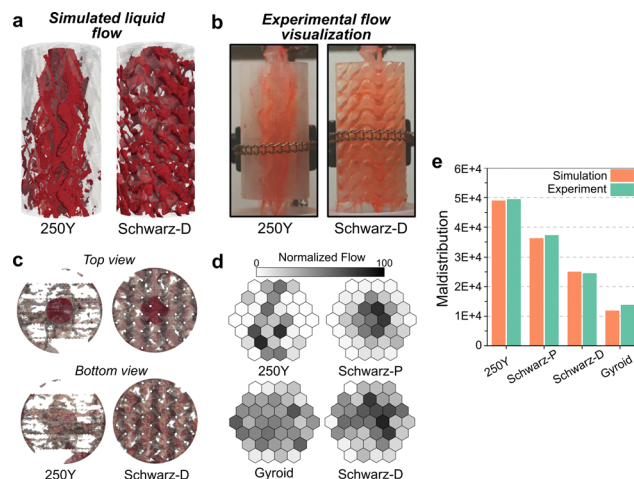 a
Simulated liquid
flow
250Y
Schwarz-D
b
Experimental flow
visualization
250Y
Schwarz-D
c
Top view
Bottom view
250Y
Schwarz-D
d
Normalized Flow
0
100
250Y
Schwarz-P
Gyroid
Schwarz-D
e
Maldistribution
6E+4
5E+4
4E+4
3E+4
2E+4
1E+4
0
Simulation
Experiment
250Y
Schwarz-P
Schwarz-D
Gyroid